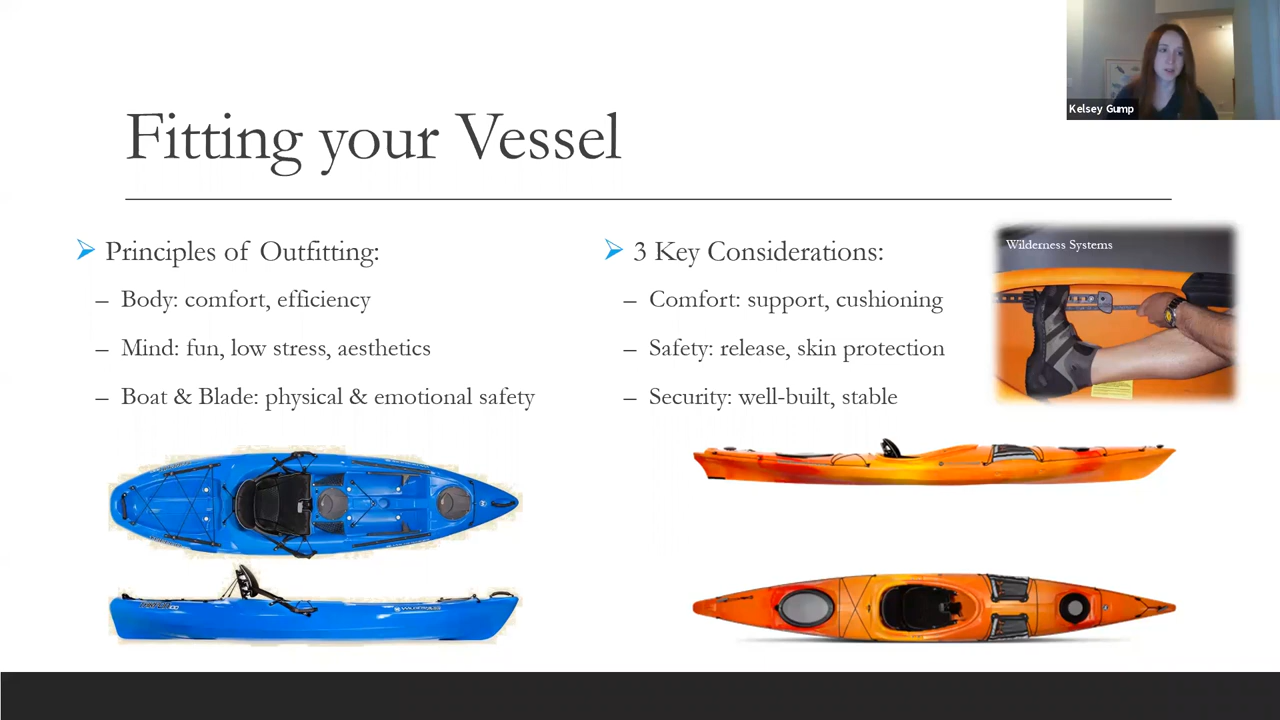 Kelsey Gump
Fitting your Vessel
Principles of Outfitting:
– Body: comfort, efficiency
– Mind: fun, low stress, aesthetics
– Boat & Blade: physical & emotional safety
3 Key Considerations:
– Comfort: support, cushioning
– Safety: release, skin protection
– Security: well-built, stable
Wilderness Systems